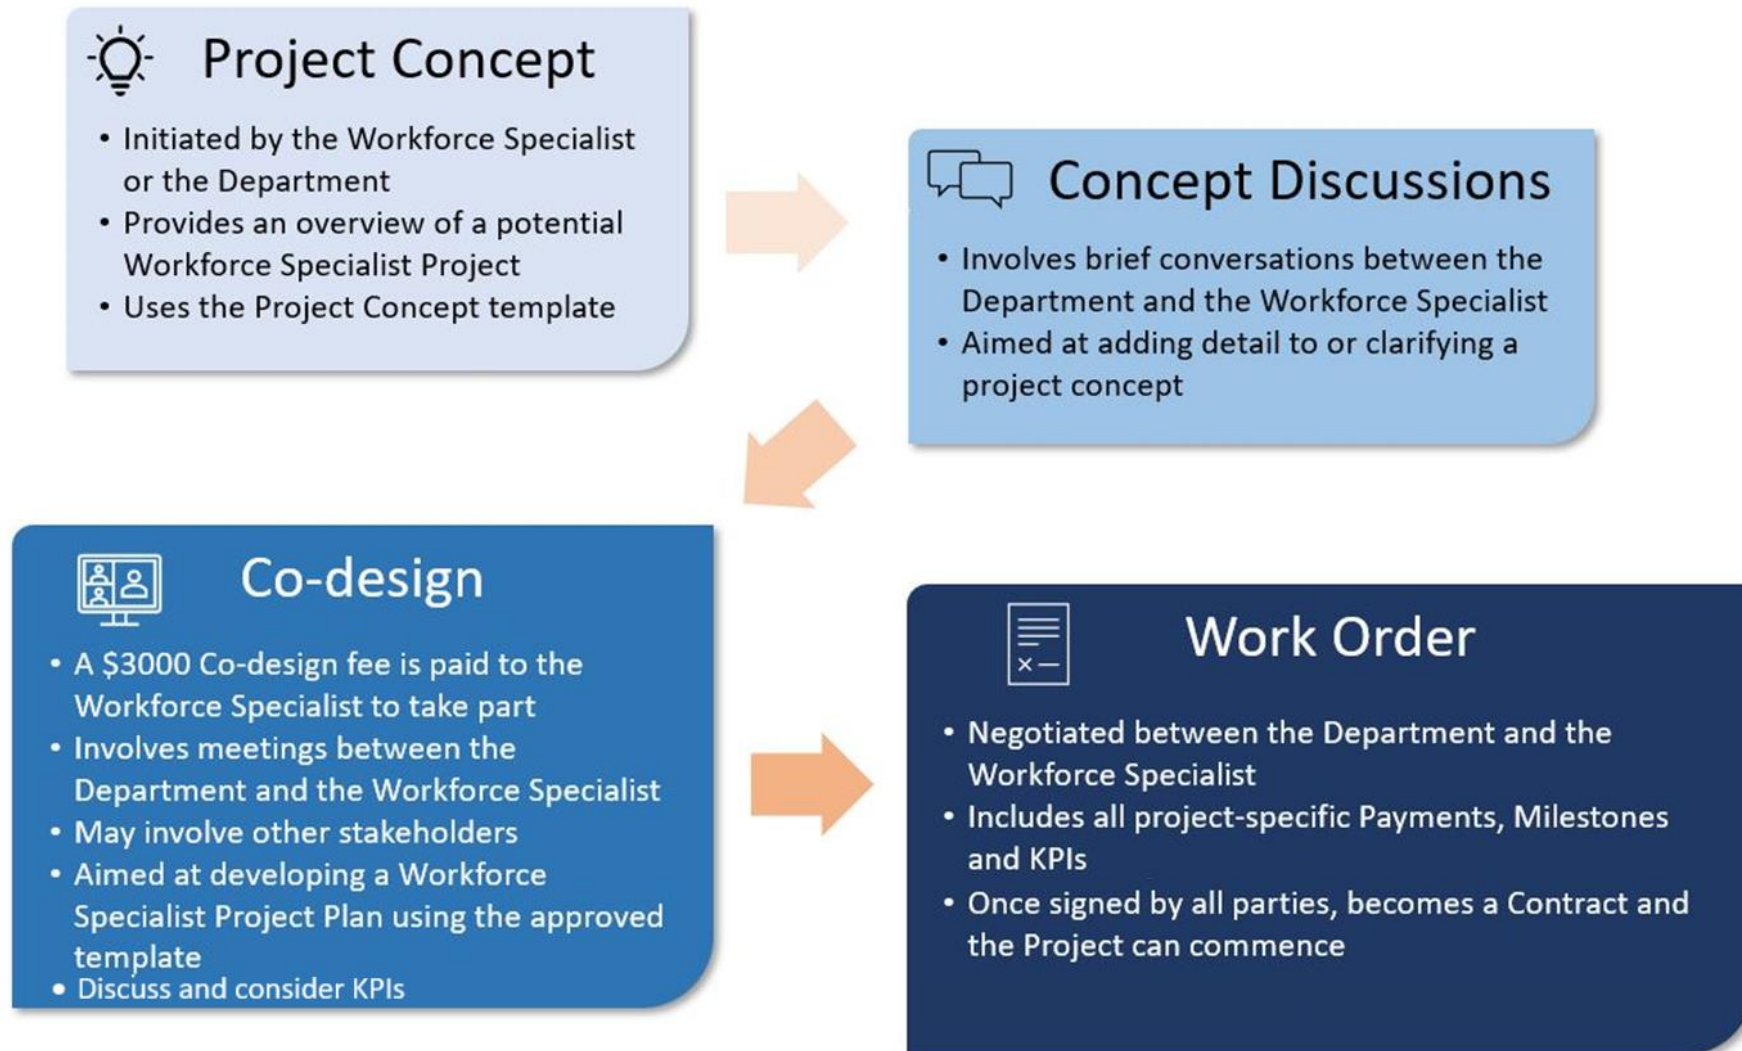 Project Concept
• Initiated by the Workforce Specialist
or the Department
• Provides an overview of a potential
Workforce Specialist Project
• Uses the Project Concept template
Concept Discussions
• Involves brief conversations between the
Department and the Workforce Specialist
• Aimed at adding detail to or clarifying a
project concept
Co-design
• A $3000 Co-design fee is paid to the
Workforce Specialist to take part
• Involves meetings between the
Department and the Workforce Specialist
• May involve other stakeholders
• Aimed at developing a Workforce
Specialist Project Plan using the approved
template
• Discuss and consider KPIs
Work Order
• Negotiated between the Department and the
Workforce Specialist
• Includes all project-specific Payments, Milestones
and KPIs
• Once signed by all parties, becomes a Contract and
the Project can commence